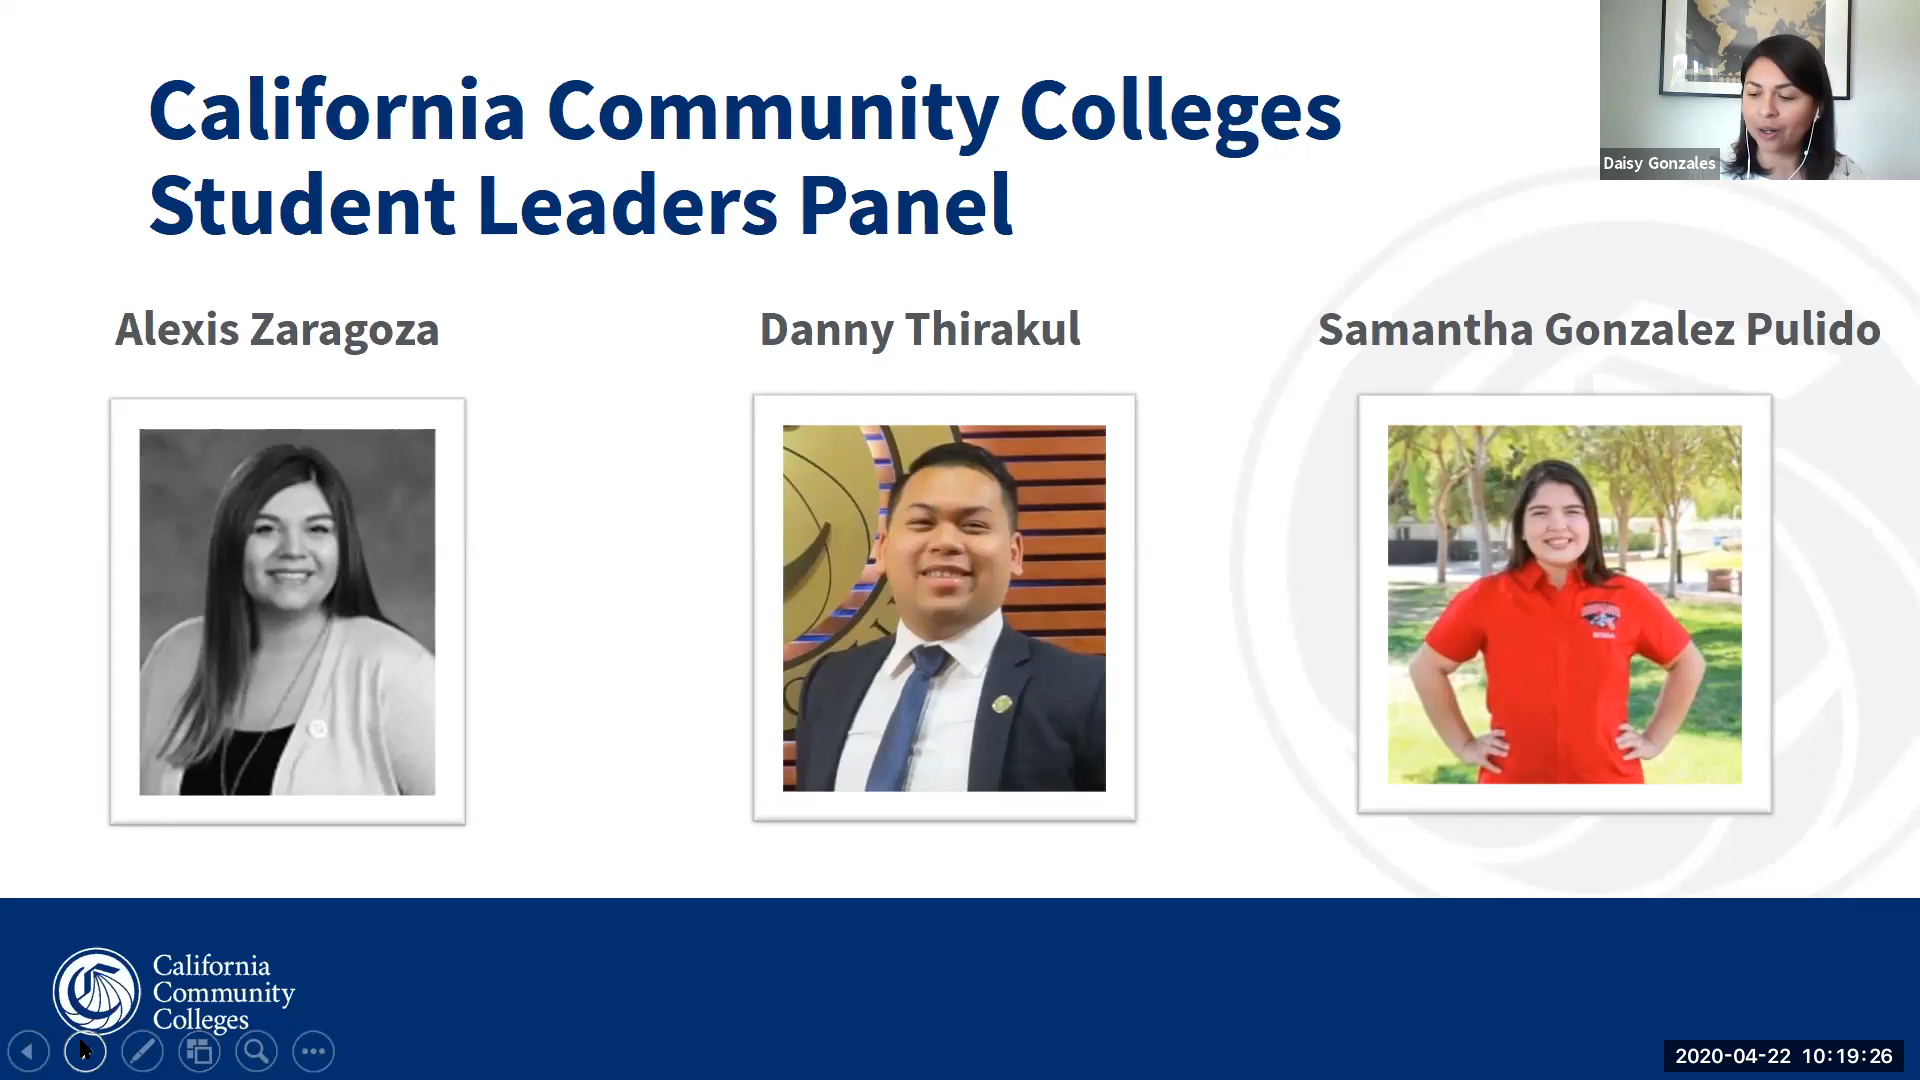 California Community Colleges
Student Leaders Panel
Daisy Gonzales
Alexis Zaragoza
Danny Thirakul
Samantha Gonzalez Pulido
California
Community
Colleges
2020-04-22 10:19:26